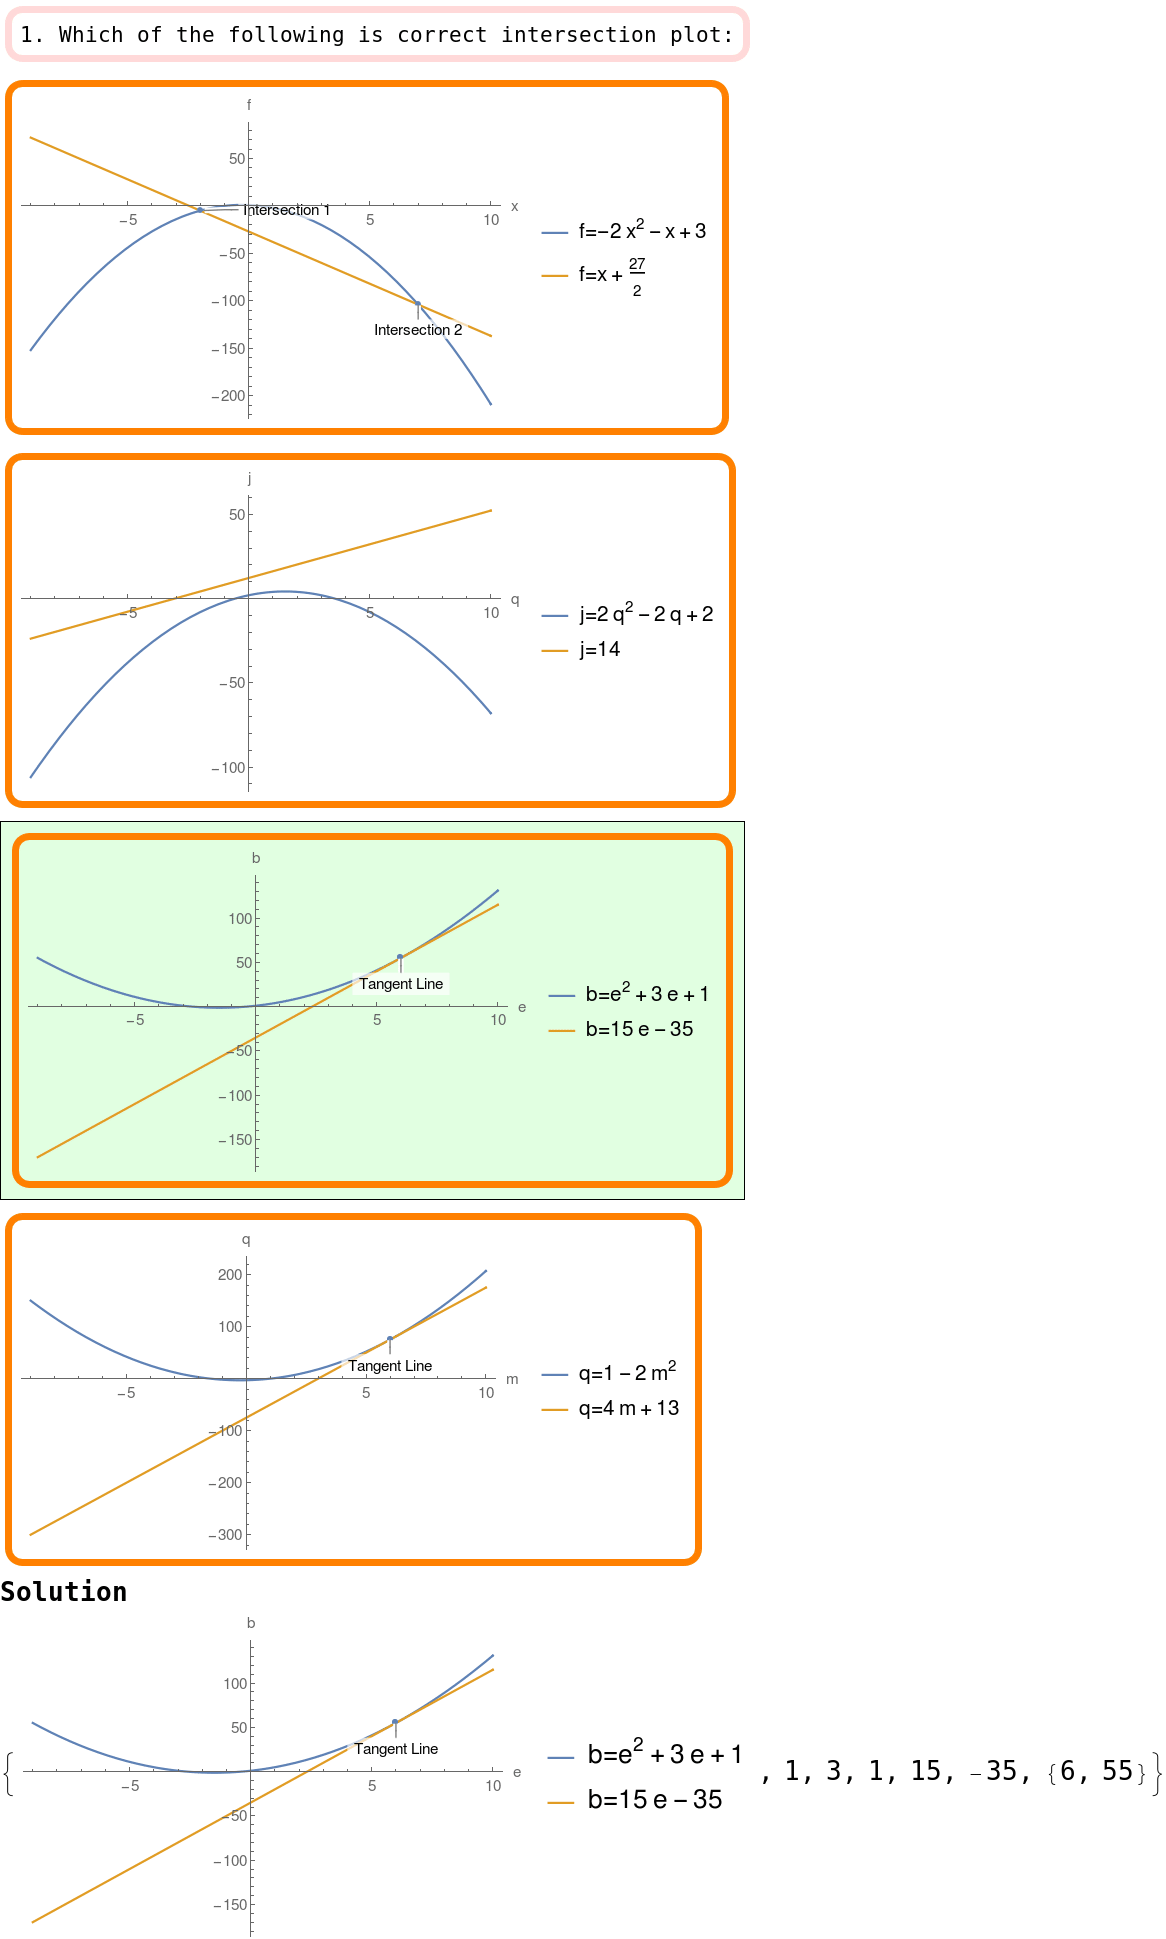 1. Which of the following is correct intersection plot:
f
50
Intersection 1
−5
5
10
x
−50
−100
Intersection 2
−150
−200
f=−2 x² − x + 3
f=x + 27/2
j
50
−5
5
10
q
−50
−100
j=2 q² − 2 q + 2
j=14
b
100
50
Tangent Line
−5
5
10
e
−50
−100
−150
b=e² + 3 e + 1
b=15 e − 35
q
200
100
Tangent Line
−5
5
10
m
−100
−200
−300
q=1 − 2 m²
q=4 m + 13
Solution
b
100
50
Tangent Line
−5
5
10
e
−50
−100
−150
b=e² + 3 e + 1
b=15 e − 35
{ , 1, 3, 1, 15, −35, {6, 55}}